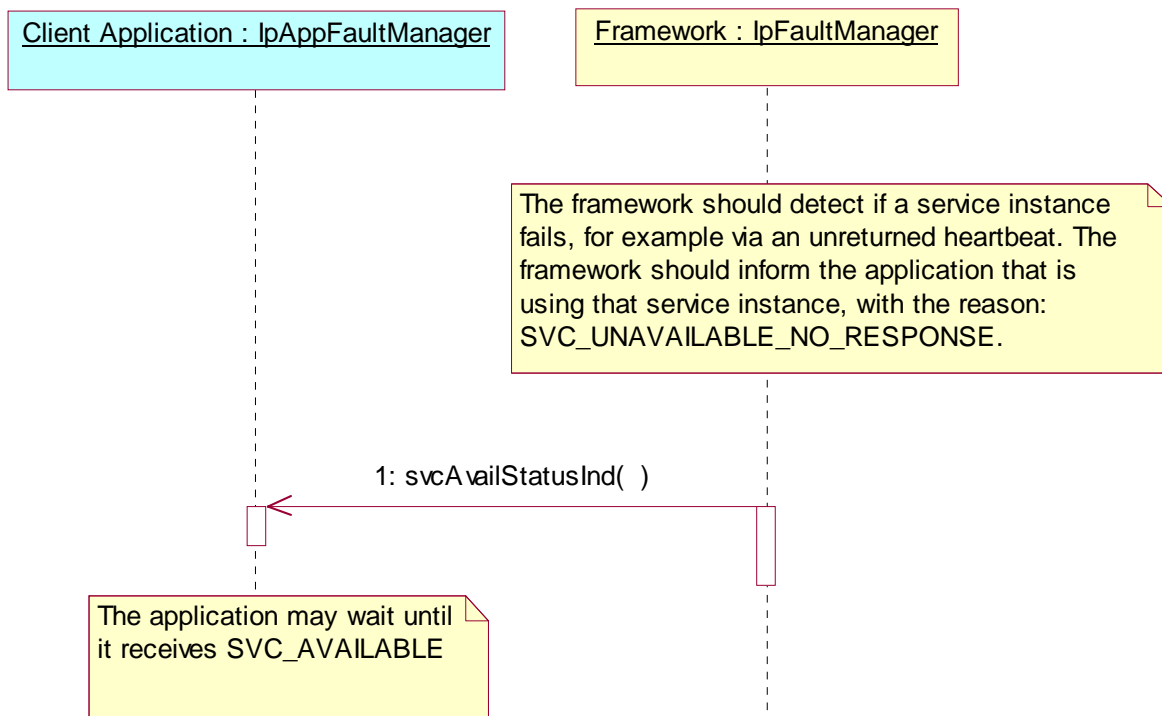 Client Application : IpAppFaultManager
Framework : IpFaultManager
The framework should detect if a service instance
fails, for example via an unreturned heartbeat. The
framework should inform the application that is
using that service instance, with the reason:
SVC_UNAVAILABLE_NO_RESPONSE.
1: svcAvailStatusInd( )
The application may wait until
it receives SVC_AVAILABLE